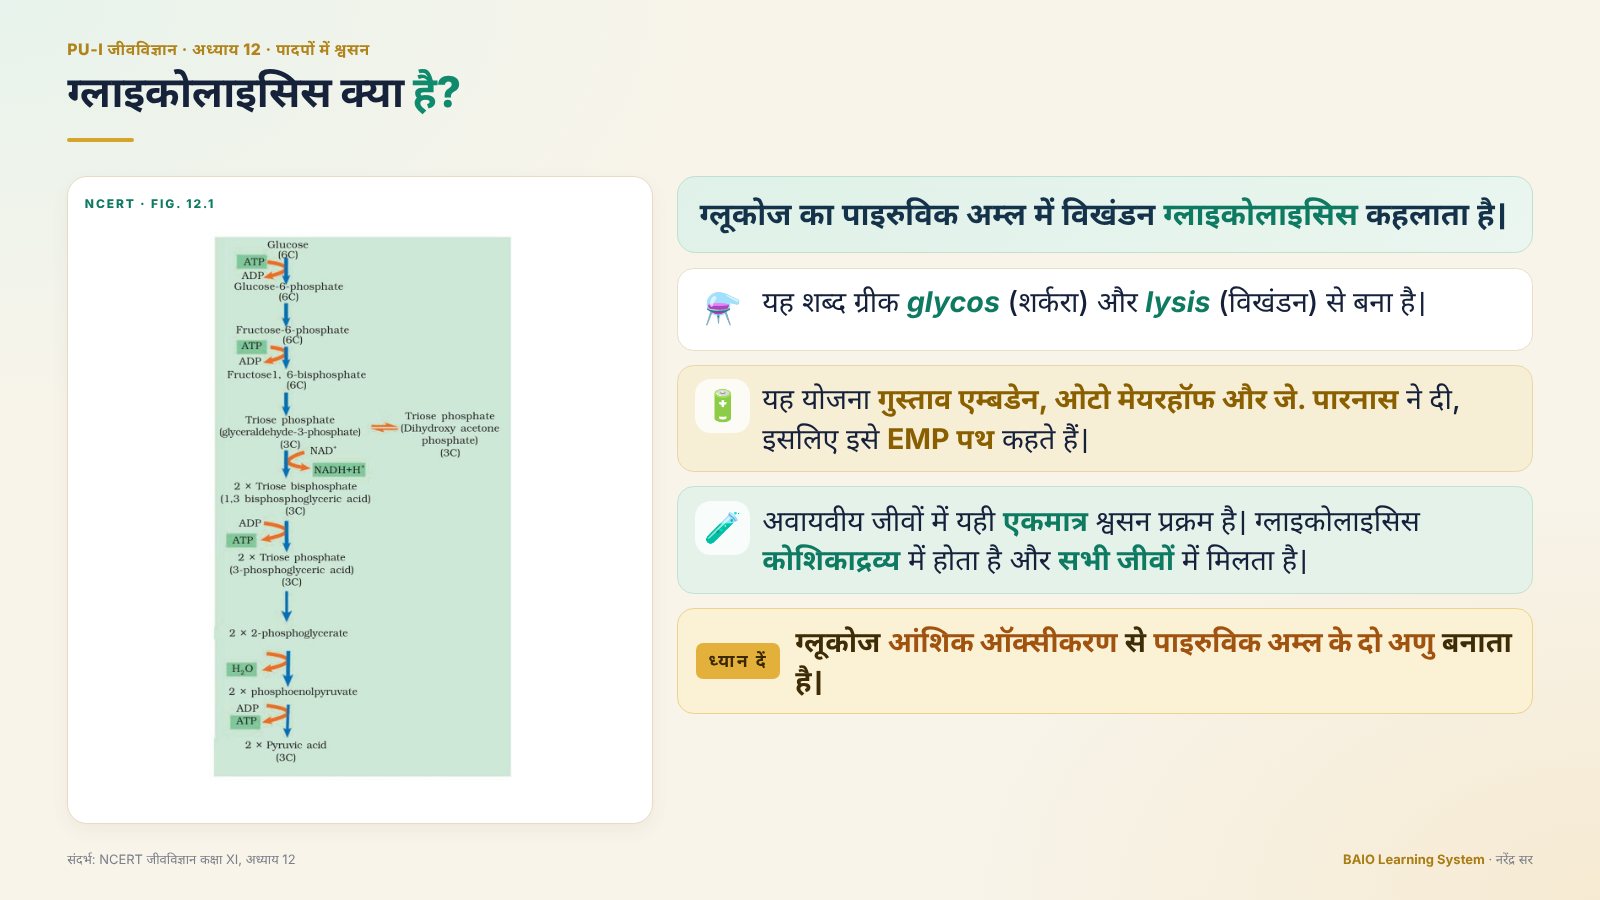 PU-I जीवविज्ञान · अध्याय 12 · पादपों में श्वसन
ग्लाइकोलाइसिस क्या है?
NCERT · FIG. 12.1
Glucose
(6C)
ATP
ADP
Glucose-6-phosphate
(6C)
Fructose-6-phosphate
(6C)
ATP
ADP
Fructose1, 6-bisphosphate
(6C)
Triose phosphate
(glyceraldehyde-3-phosphate)
(3C)
Triose phosphate
(Dihydroxy acetone
phosphate)
(3C)
NAD⁺
NADH+H⁺
2 × Triose bisphosphate
(1,3 bisphosphoglyceric acid)
(3C)
ADP
ATP
2 × Triose phosphate
(3-phosphoglyceric acid)
(3C)
2 × 2-phosphoglycerate
H₂O
2 × phosphoenolpyruvate
ADP
ATP
2 × Pyruvic acid
(3C)
ग्लूकोज का पाइरुविक अम्ल में विखंडन ग्लाइकोलाइसिस कहलाता है|
यह शब्द ग्रीक glycos (शर्करा) और lysis (विखंडन) से बना है|
यह योजना गुस्ताव एम्बडेन, ओटो मेयरहॉफ और जे. पारनास ने दी,
इसलिए इसे EMP पथ कहते हैं|
अवायवीय जीवों में यही एकमात्र श्वसन प्रक्रम है| ग्लाइकोलाइसिस
कोशिकाद्रव्य में होता है और सभी जीवों में मिलता है|
ध्यान दें
ग्लूकोज आंशिक ऑक्सीकरण से पाइरुविक अम्ल के दो अणु बनाता
है|
संदर्भ: NCERT जीवविज्ञान कक्षा XI, अध्याय 12
BAIO Learning System · नरेंद्र सर